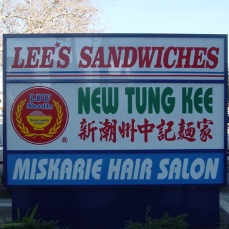 LEE'S SANDWICHES
NEW TUNG KEE
新潮州中記麵家
MISKARIE HAIR SALON